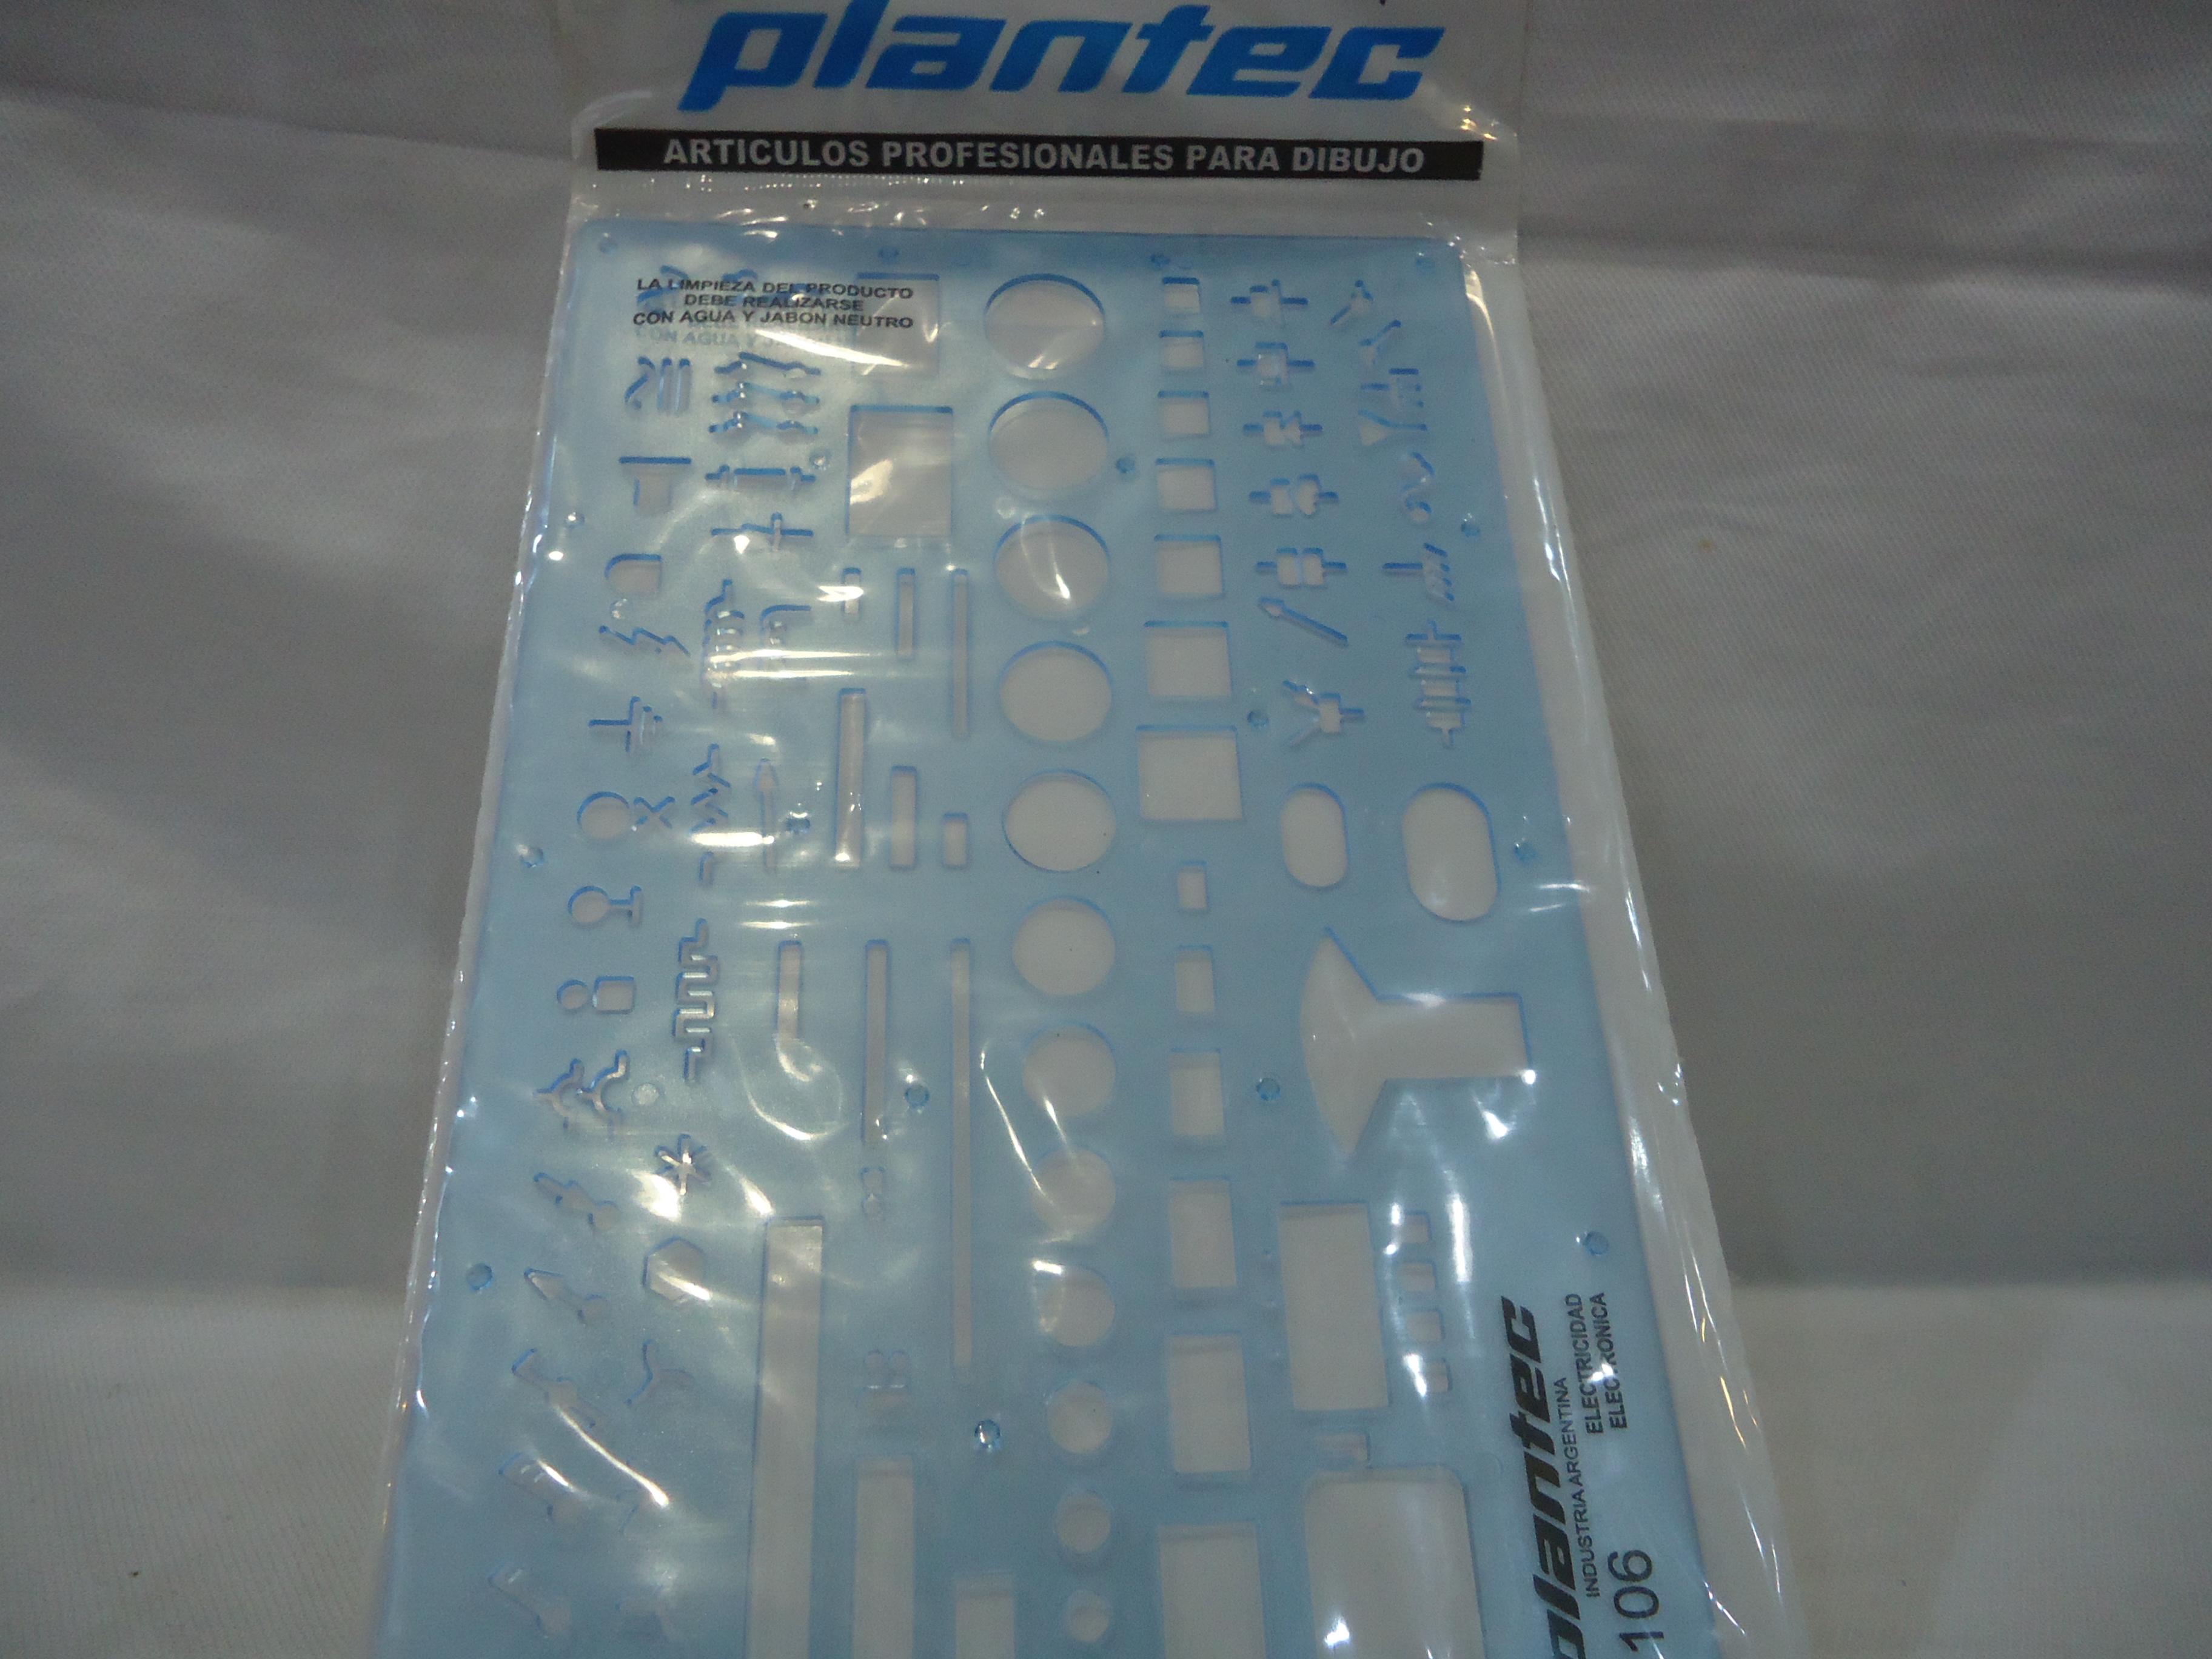 plantec
ARTICULOS PROFESIONALES PARA DIBUJO
LA LIMPIEZA DEL PRODUCTO
DEBE REALIZARSE
CON AGUA Y JABON NEUTRO
plantec
INDUSTRIA ARGENTINA
ELECTRICIDAD
ELECTRONICA
106